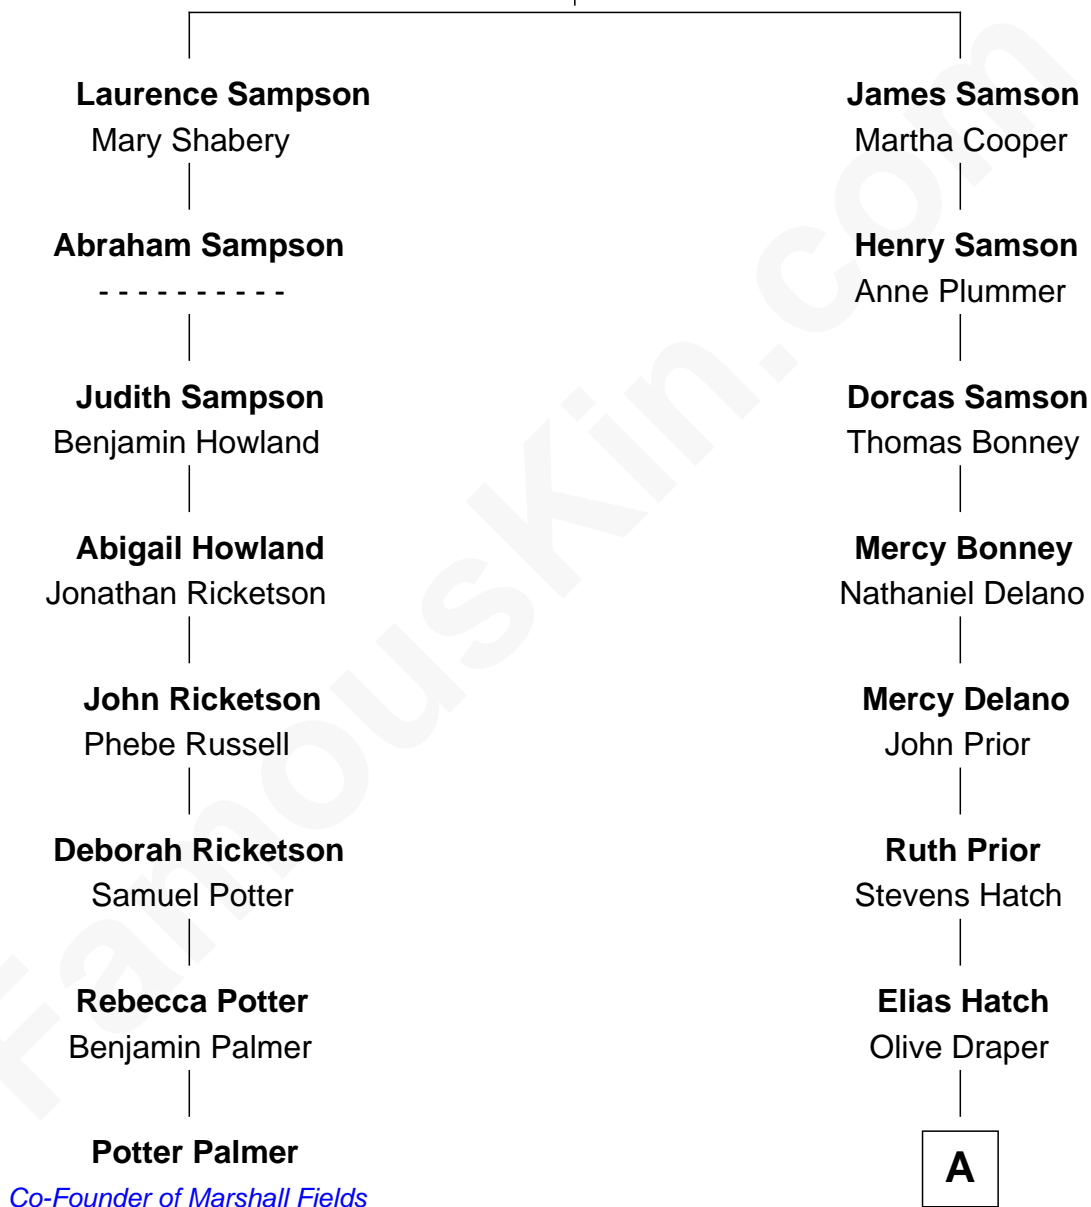 Laurence Sampson
Mary Shabery
Abraham Sampson
- - - - - - - - - -
Judith Sampson
Benjamin Howland
Abigail Howland
Jonathan Ricketson
John Ricketson
Phebe Russell
Deborah Ricketson
Samuel Potter
Rebecca Potter
Benjamin Palmer
Potter Palmer
Co-Founder of Marshall Fields
James Samson
Martha Cooper
Henry Samson
Anne Plummer
Dorcas Samson
Thomas Bonney
Mercy Bonney
Nathaniel Delano
Mercy Delano
John Prior
Ruth Prior
Stevens Hatch
Elias Hatch
Olive Draper
A
FamousKin.com